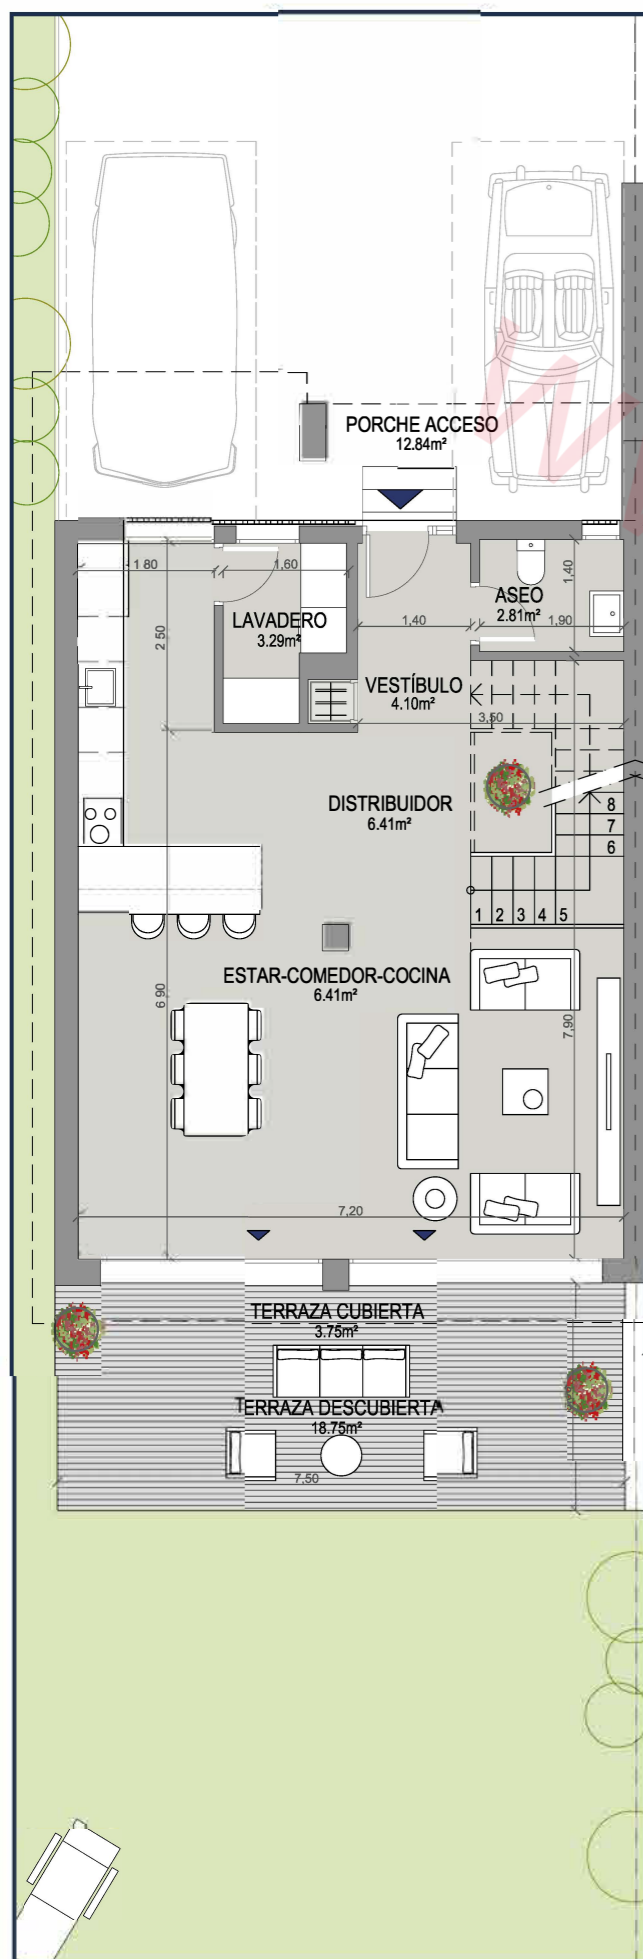 PORCHE ACCESO
12.84m²
1 80
1,60
LAVADERO
3.29m²
1,40
ASEO
2.81m²
1,40
1,90
2 50
VESTÍBULO
4.10m²
3,50
DISTRIBUIDOR
6.41m²
8
7
6
1 2 3 4 5
ESTAR-COMEDOR-COCINA
6.41m²
6 90
7,90
7,20
TERRAZA CUBIERTA
3.75m²
TERRAZA DESCUBIERTA
18.75m²
7,50